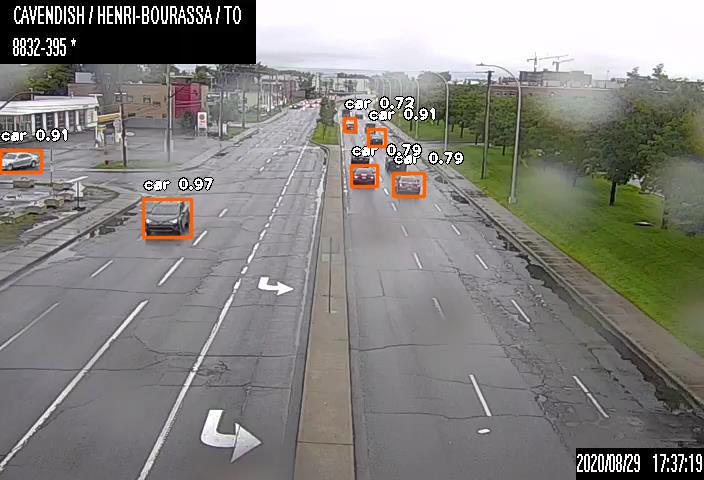 CAVENDISH / HENRI-BOURASSA / TO
8832-395 *
car 0.72
car 0.91
car 0.91
car 0.79
car 0.79
car 0.97
2020/08/29 17:37:19